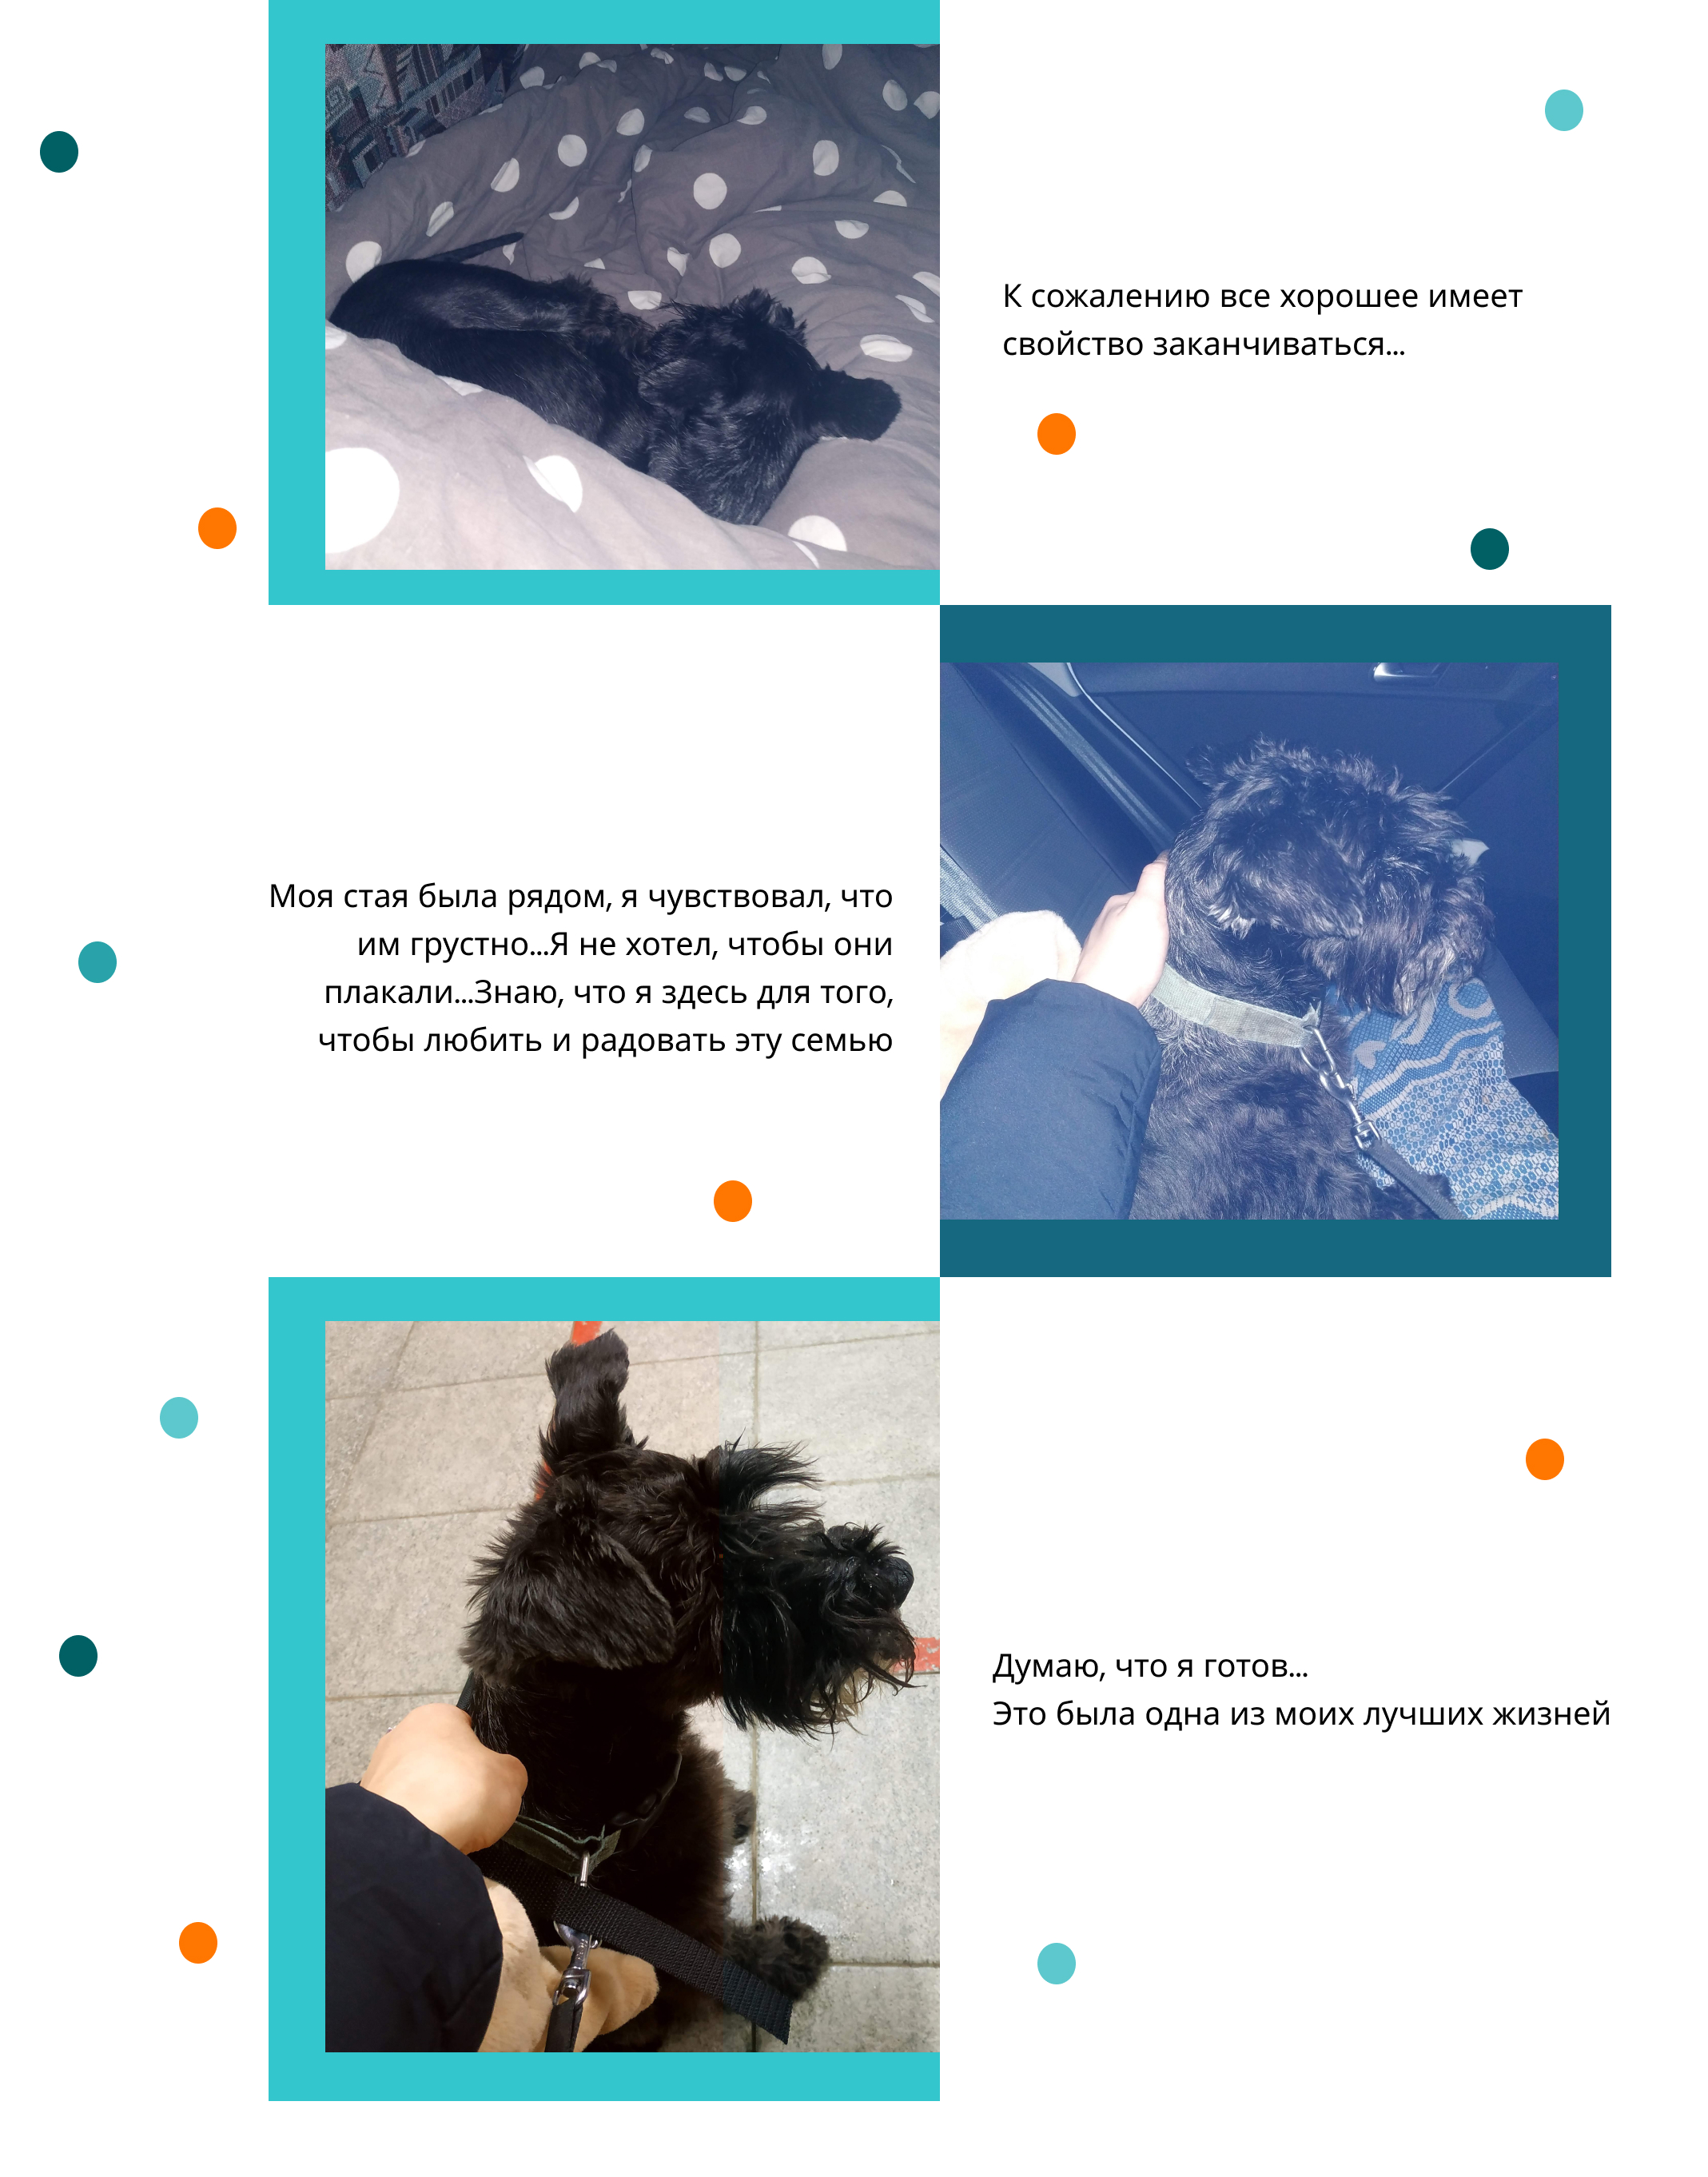 К сожалению все хорошее имеет
свойство заканчиваться...
Моя стая была рядом, я чувствовал, что
им грустно...Я не хотел, чтобы они
плакали...Знаю, что я здесь для того,
чтобы любить и радовать эту семью
Думаю, что я готов...
Это была одна из моих лучших жизней